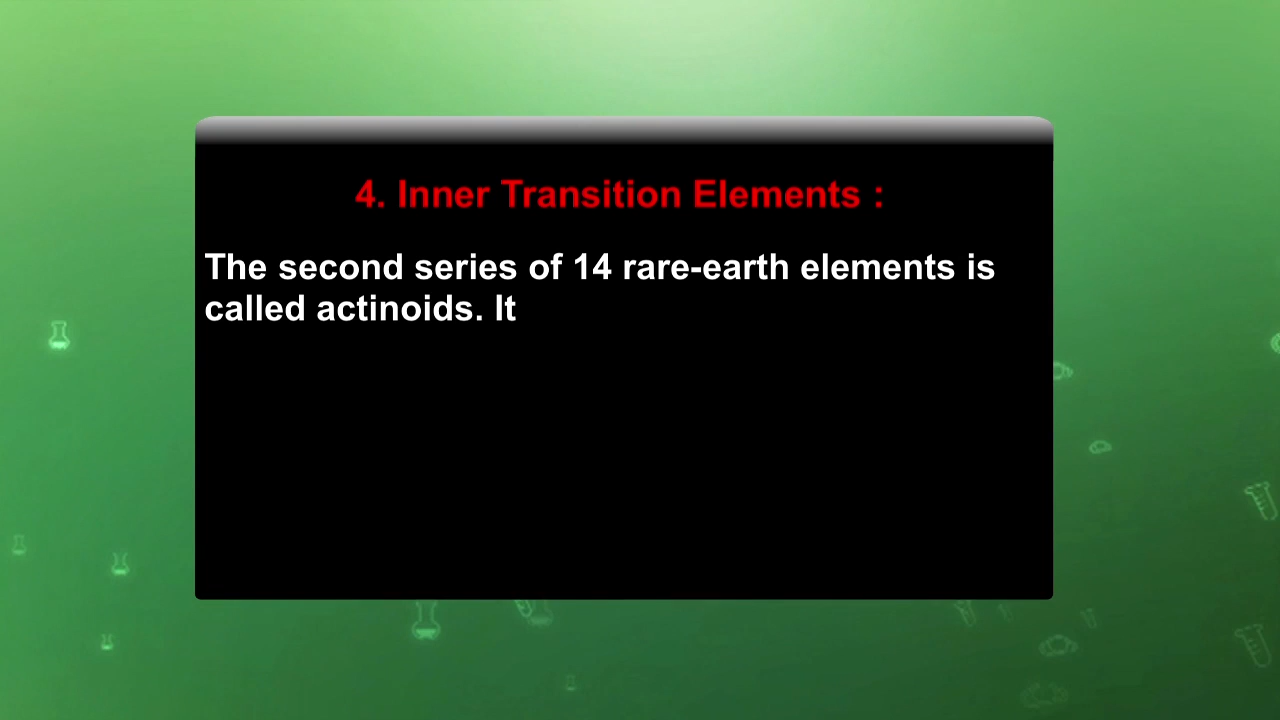 4. Inner Transition Elements :
The second series of 14 rare-earth elements is
called actinoids. It